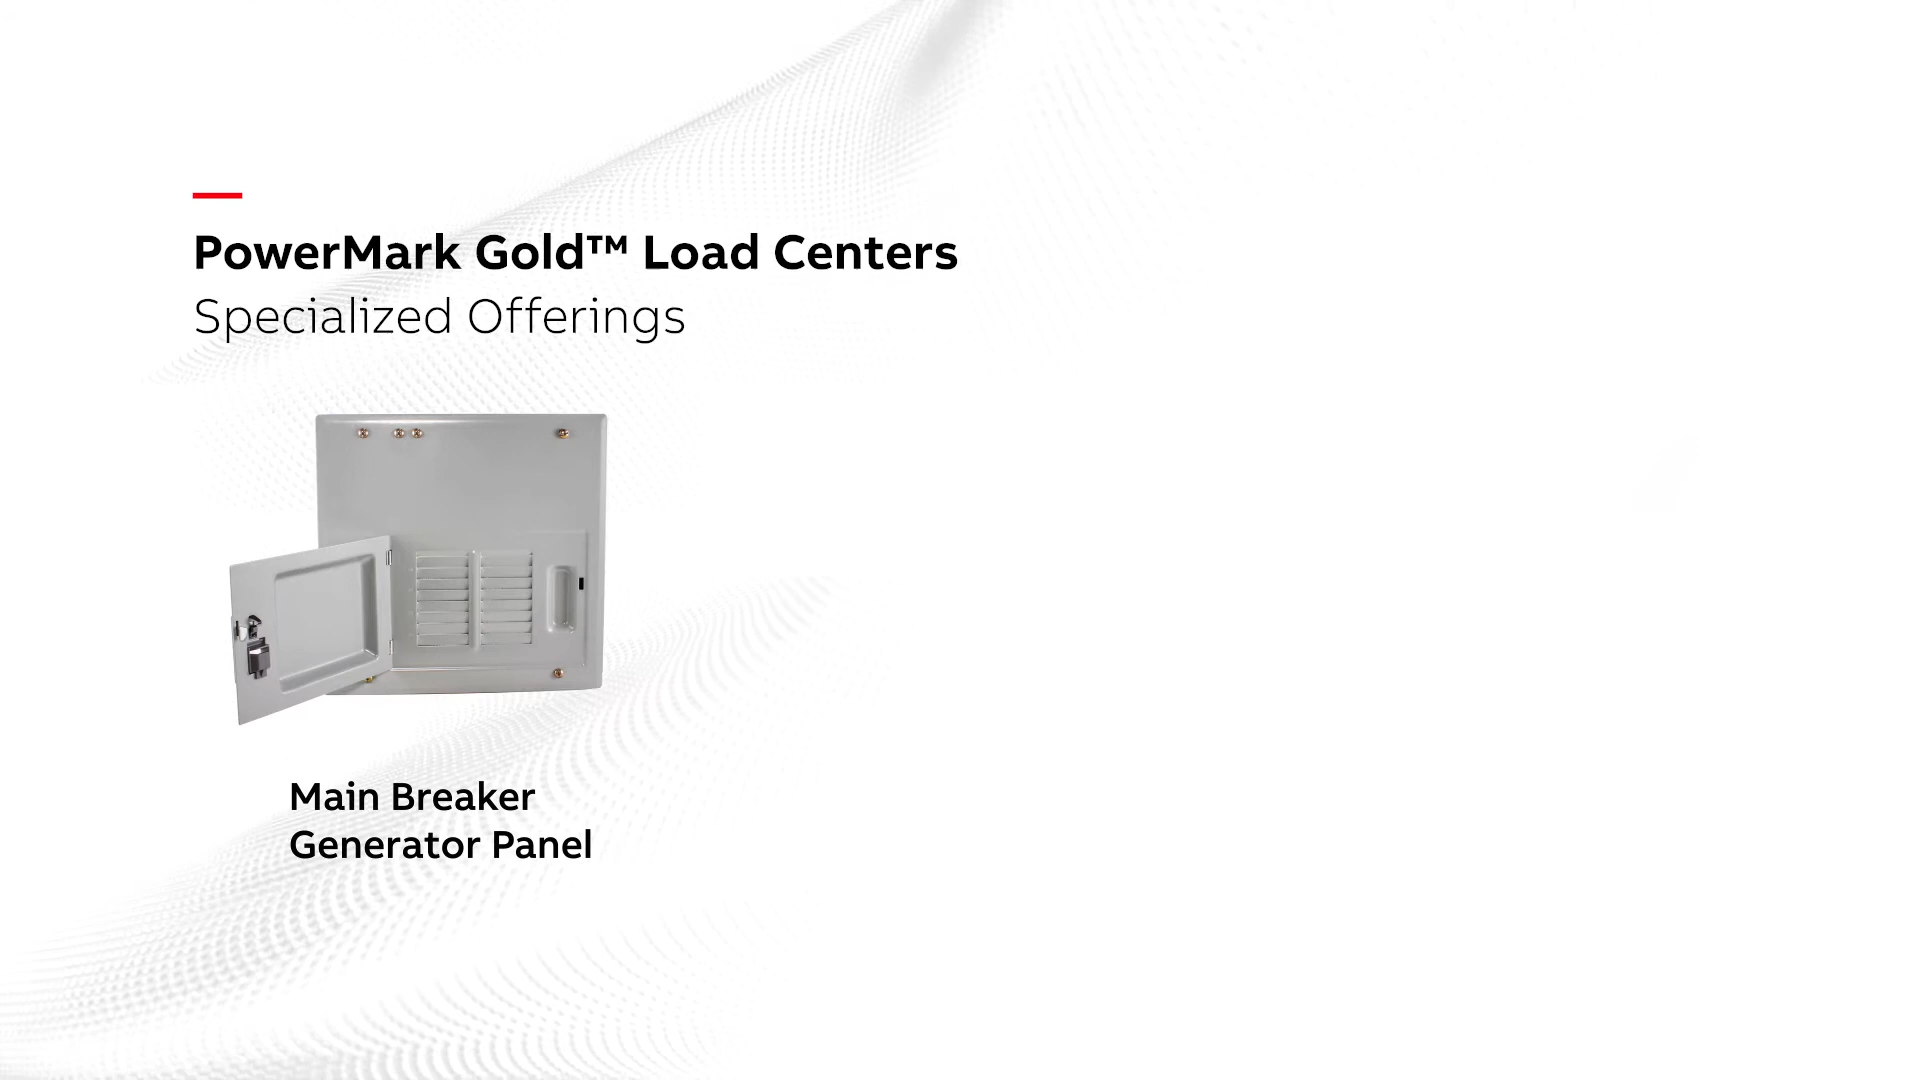 PowerMark Gold™ Load Centers
Specialized Offerings
Main Breaker
Generator Panel